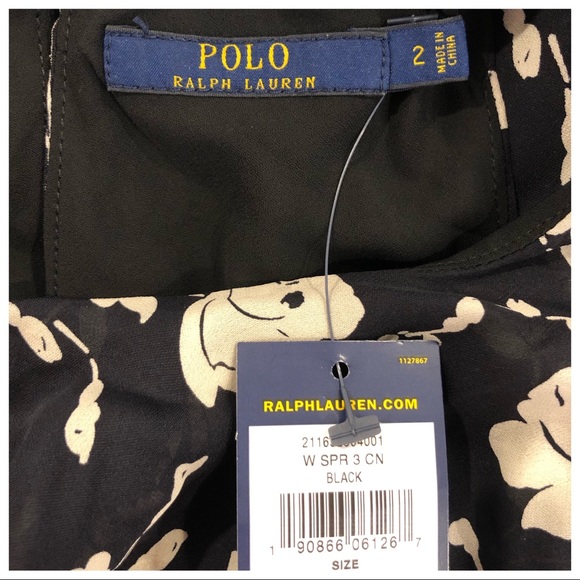 POLO
RALPH LAUREN
2
MADE IN
CHINA
1127867
RALPHLAUREN.COM
W SPR 3 CN
BLACK
1 90866 06126 7
SIZE